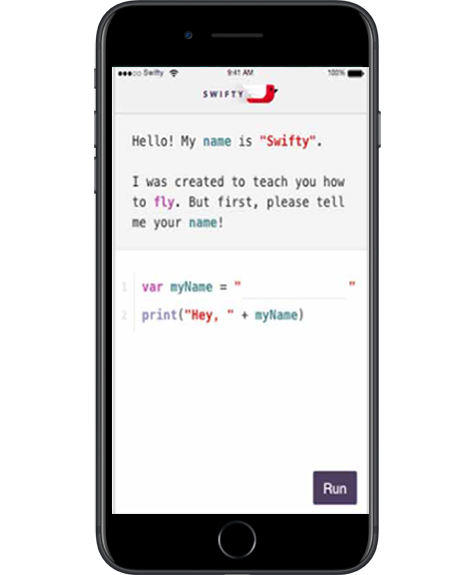 Swifty 9:41 AM 100%
SWIFTY
Hello! My name is "Swifty".
I was created to teach you how
to fly. But first, please tell
me your name!
1 var myName = " "
2 print("Hey, " + myName)
Run